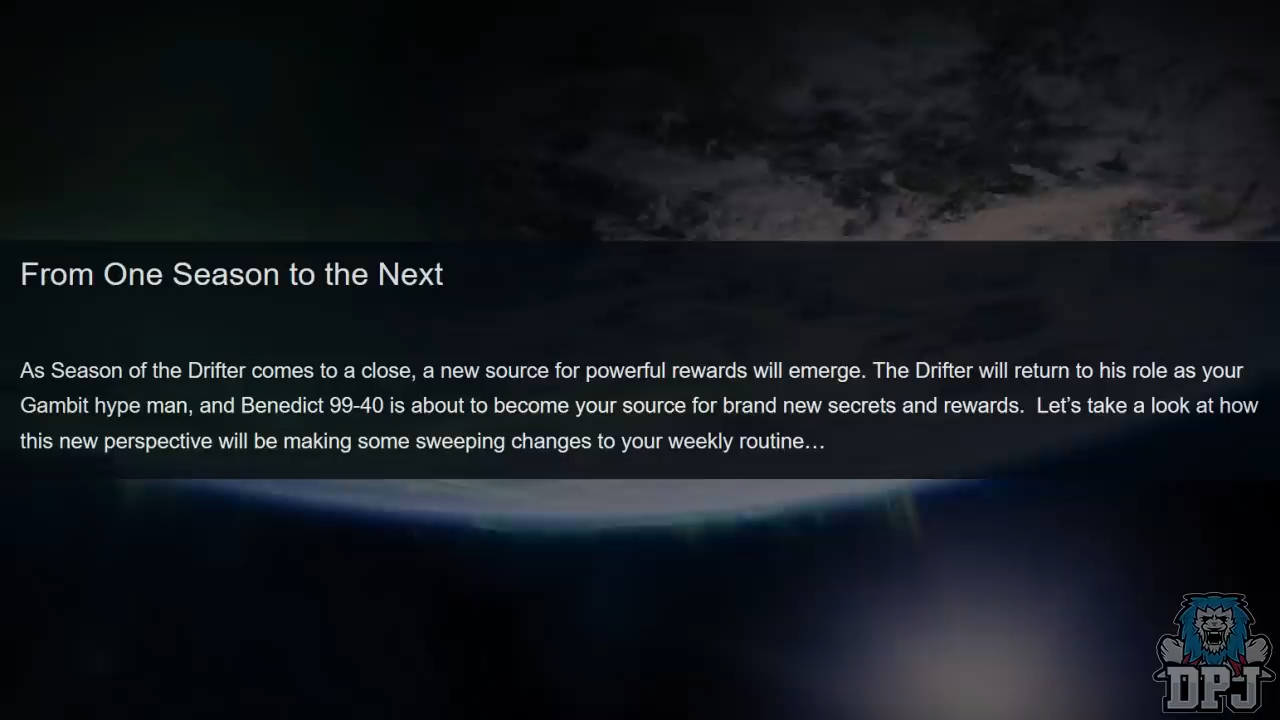 From One Season to the Next
As Season of the Drifter comes to a close, a new source for powerful rewards will emerge. The Drifter will return to his role as your
Gambit hype man, and Benedict 99-40 is about to become your source for brand new secrets and rewards.  Let’s take a look at how
this new perspective will be making some sweeping changes to your weekly routine…
DPJ